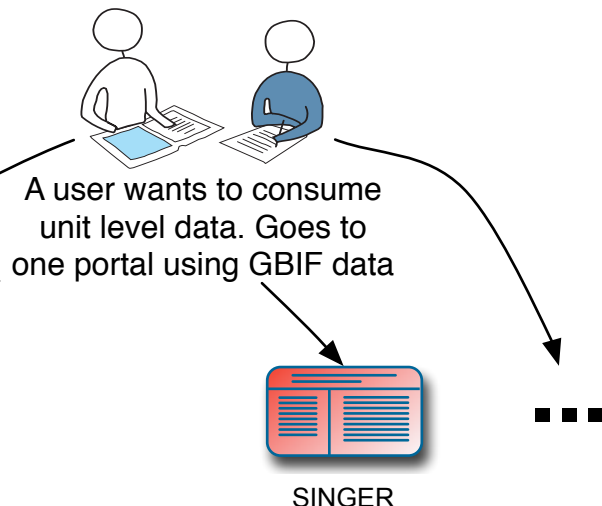 A user wants to consume
unit level data. Goes to
one portal using GBIF data
SINGER